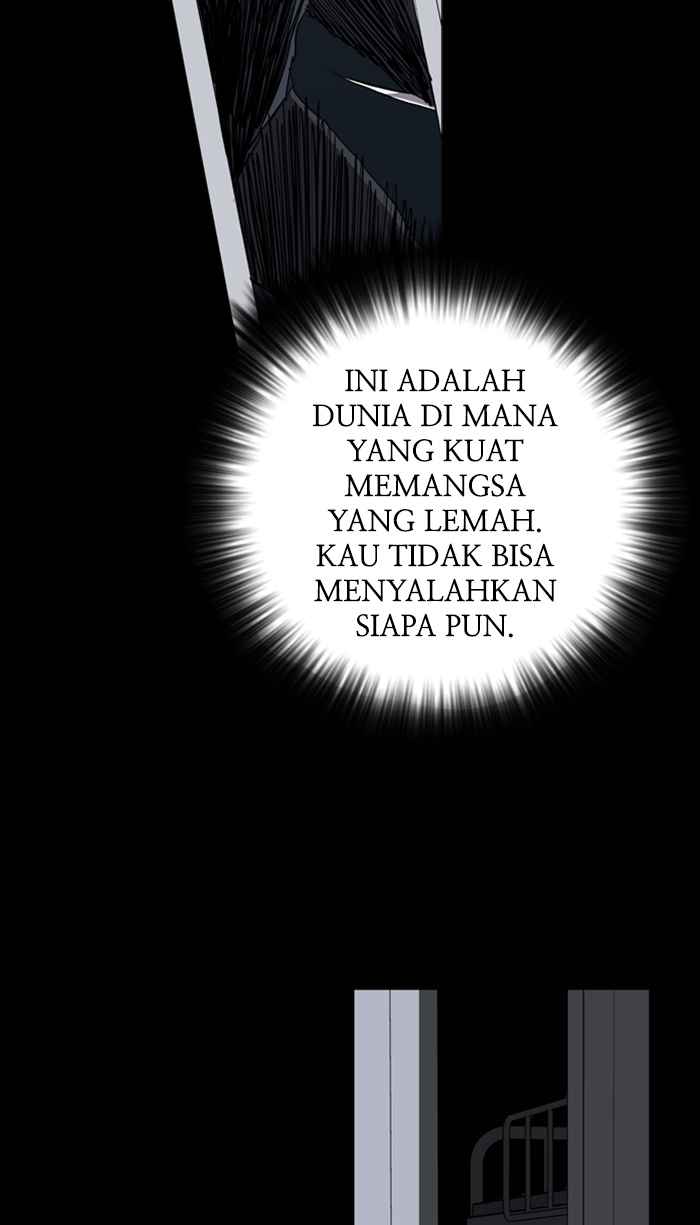 INI ADALAH
DUNIA DI MANA
YANG KUAT
MEMANGSA
YANG LEMAH.
KAU TIDAK BISA
MENYALAHKAN
SIAPA PUN.